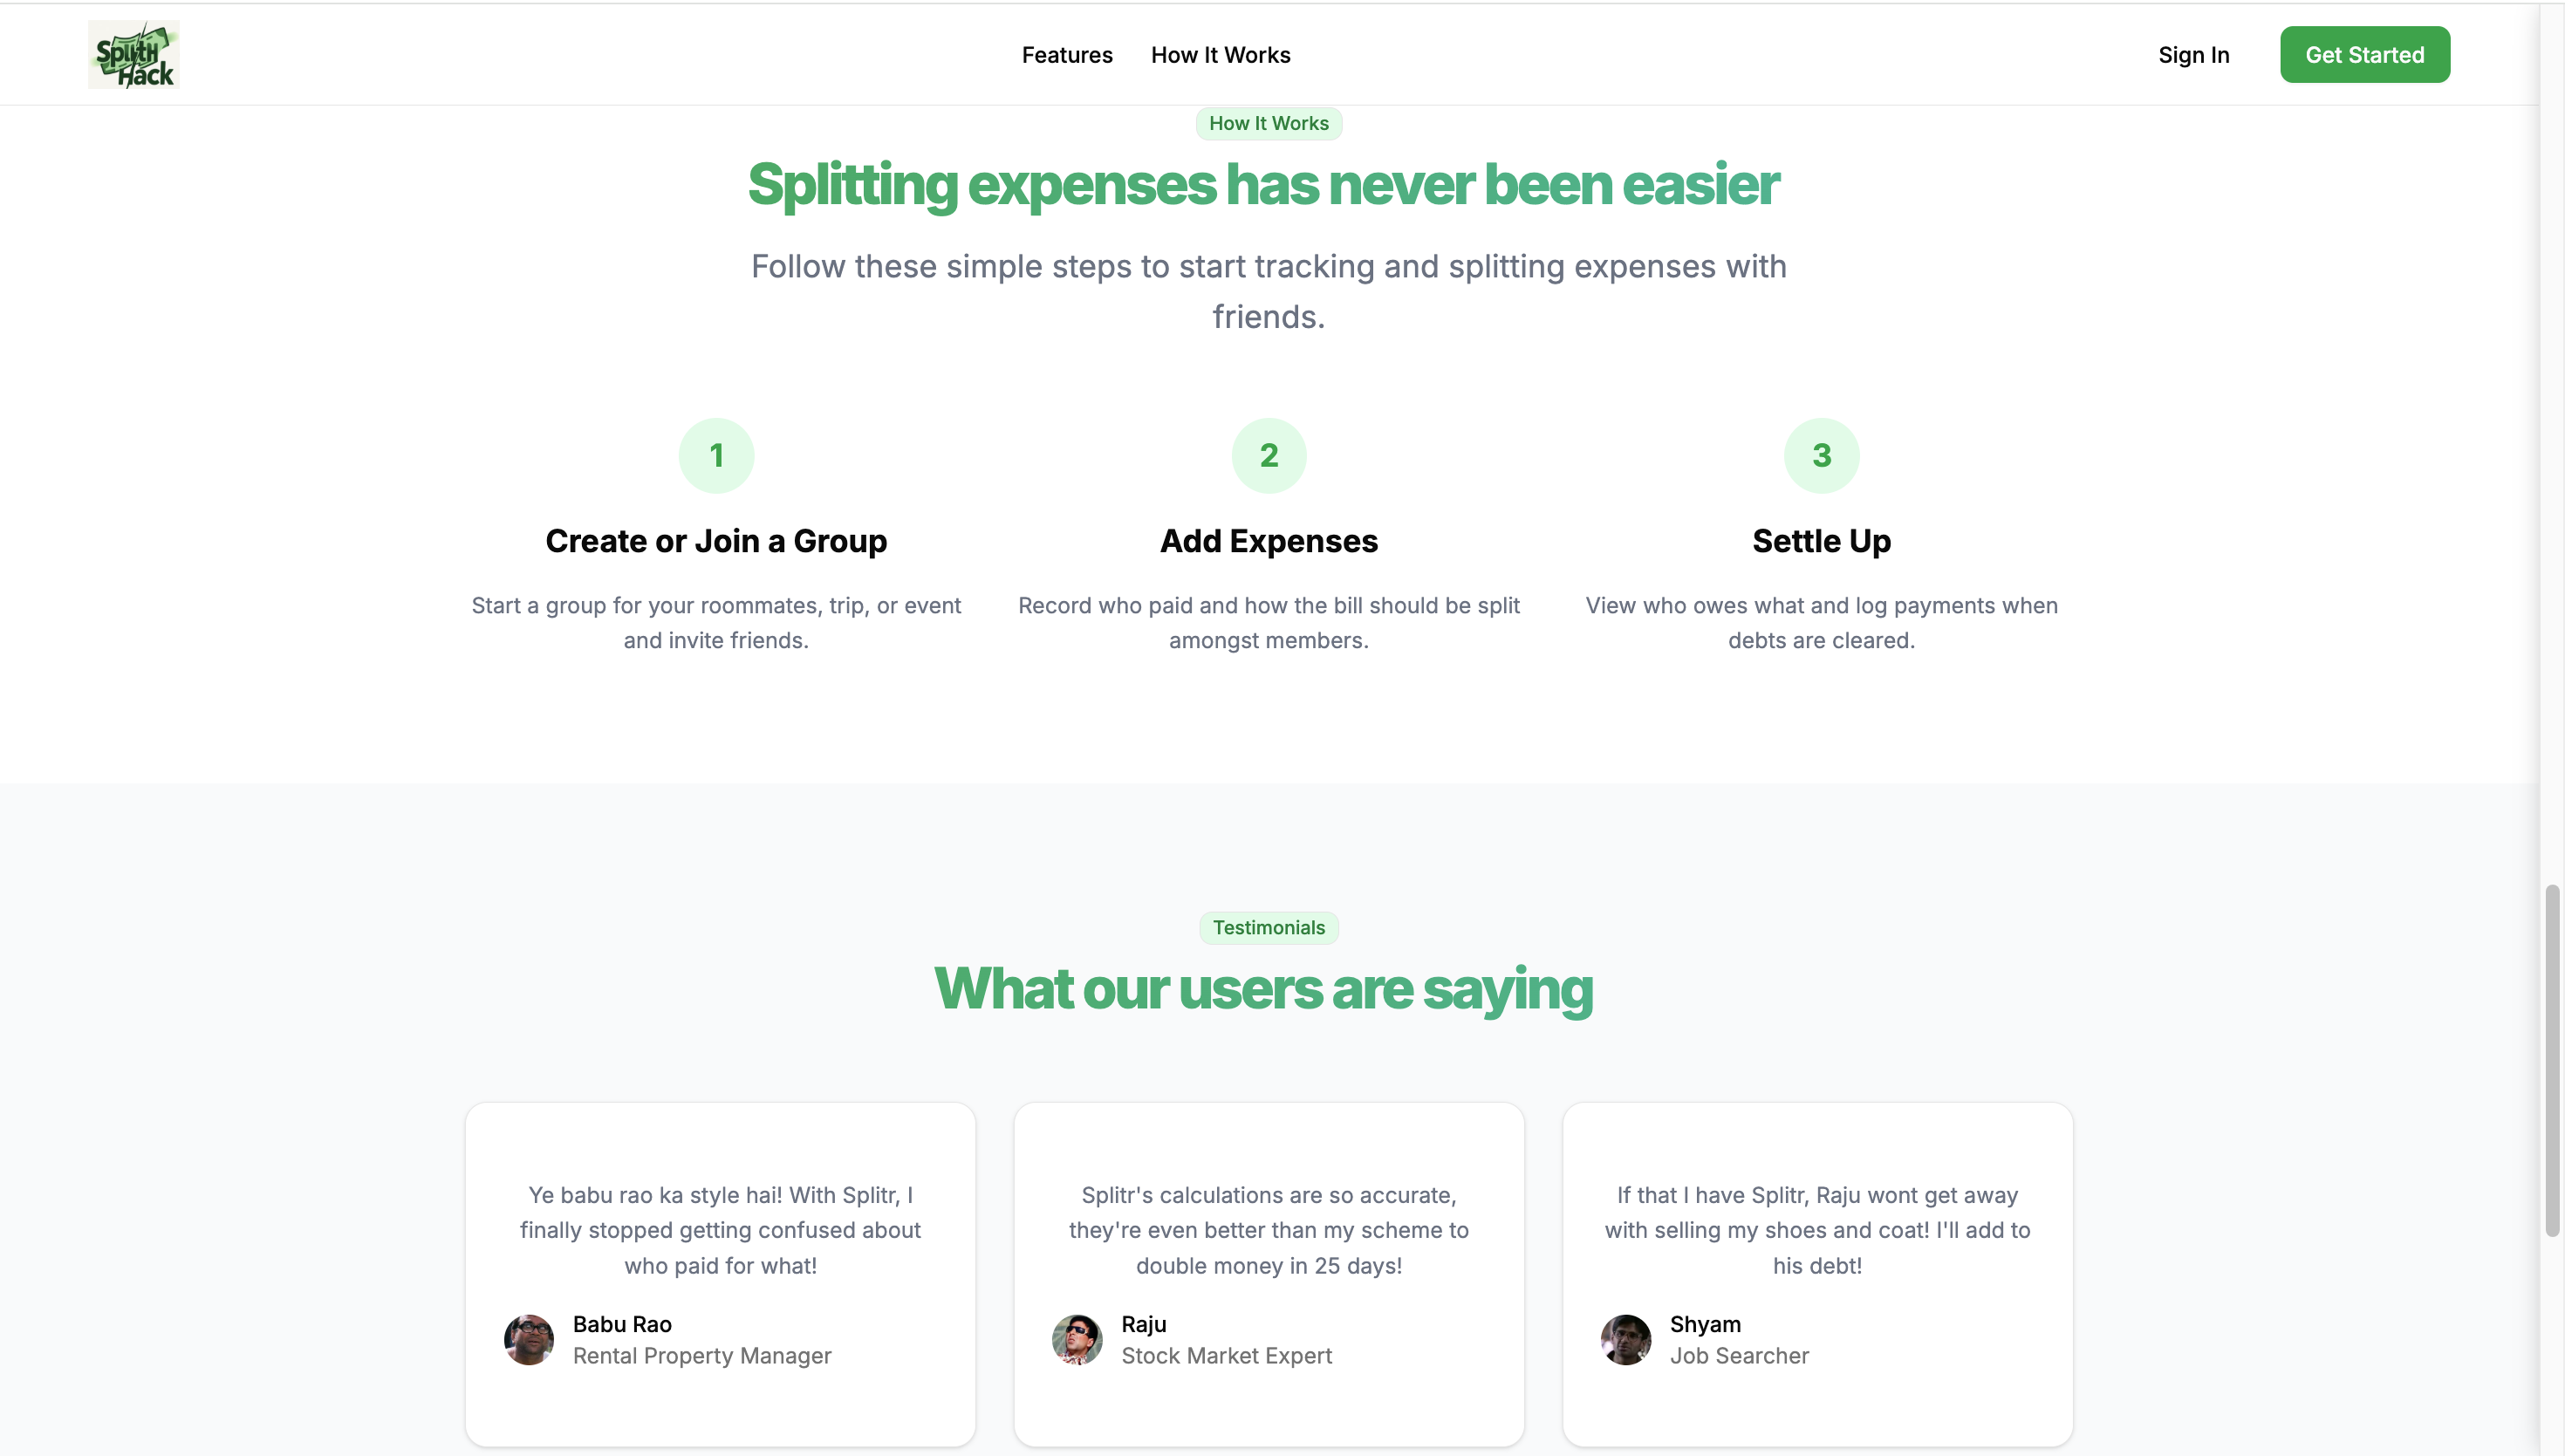 SplitH
Hack
Features
How It Works
Sign In
Get Started
How It Works
Splitting expenses has never been easier
Follow these simple steps to start tracking and splitting expenses with
friends.
1
2
3
Create or Join a Group
Add Expenses
Settle Up
Start a group for your roommates, trip, or event
and invite friends.
Record who paid and how the bill should be split
amongst members.
View who owes what and log payments when
debts are cleared.
Testimonials
What our users are saying
Ye babu rao ka style hai! With Splitr, I
finally stopped getting confused about
who paid for what!
Babu Rao
Rental Property Manager
Splitr's calculations are so accurate,
they're even better than my scheme to
double money in 25 days!
Raju
Stock Market Expert
If that I have Splitr, Raju wont get away
with selling my shoes and coat! I'll add to
his debt!
Shyam
Job Searcher